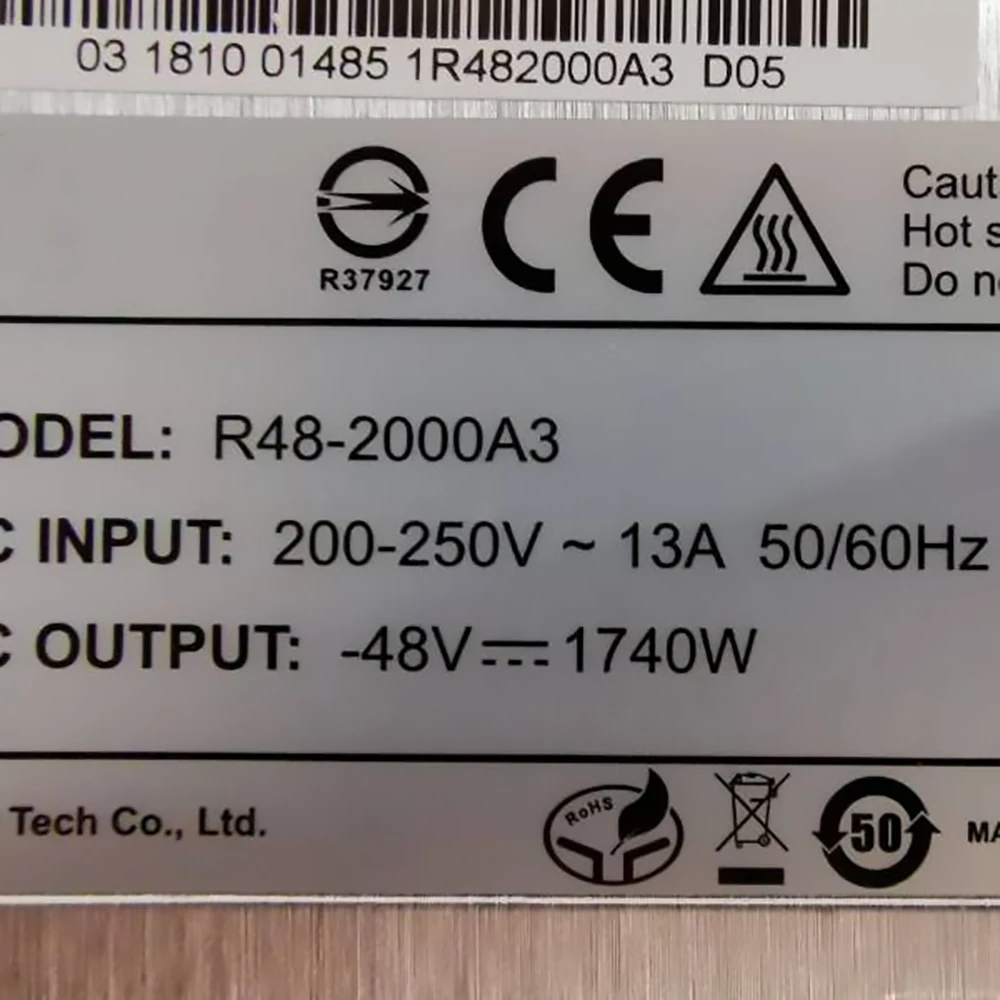 03 1810 01485 1R482000A3 D05
R37927
CE
Caut
Hot s
Do n
ODEL: R48-2000A3
C INPUT: 200-250V ~ 13A 50/60Hz
C OUTPUT: -48V⎓1740W
Tech Co., Ltd.
RoHS
50
MA